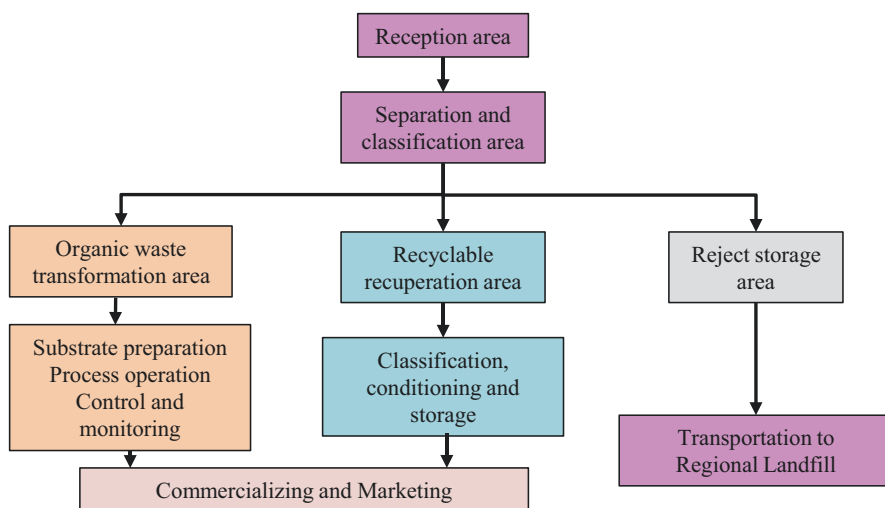 Reception area
Separation and
classification area
Organic waste
transformation area
Recyclable
recuperation area
Reject storage
area
Substrate preparation
Process operation
Control and
monitoring
Classification,
conditioning and
storage
Transportation to
Regional Landfill
Commercializing and Marketing